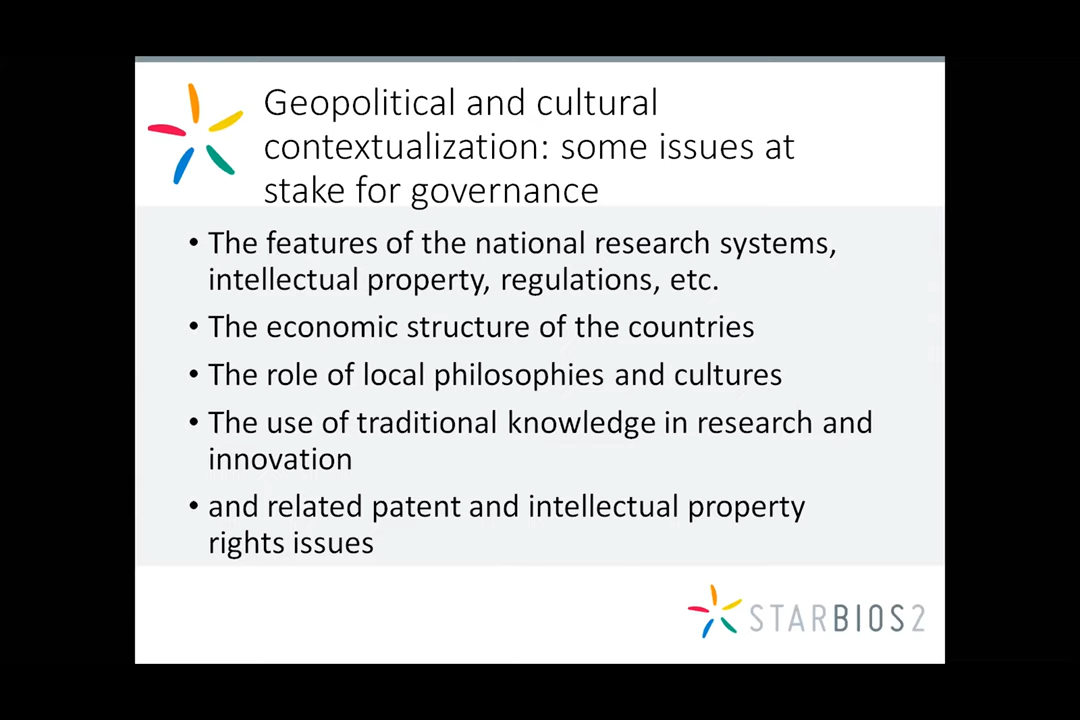 Geopolitical and cultural
contextualization: some issues at
stake for governance
• The features of the national research systems,
intellectual property, regulations, etc.
• The economic structure of the countries
• The role of local philosophies and cultures
• The use of traditional knowledge in research and
innovation
• and related patent and intellectual property
rights issues
STARBIOS2